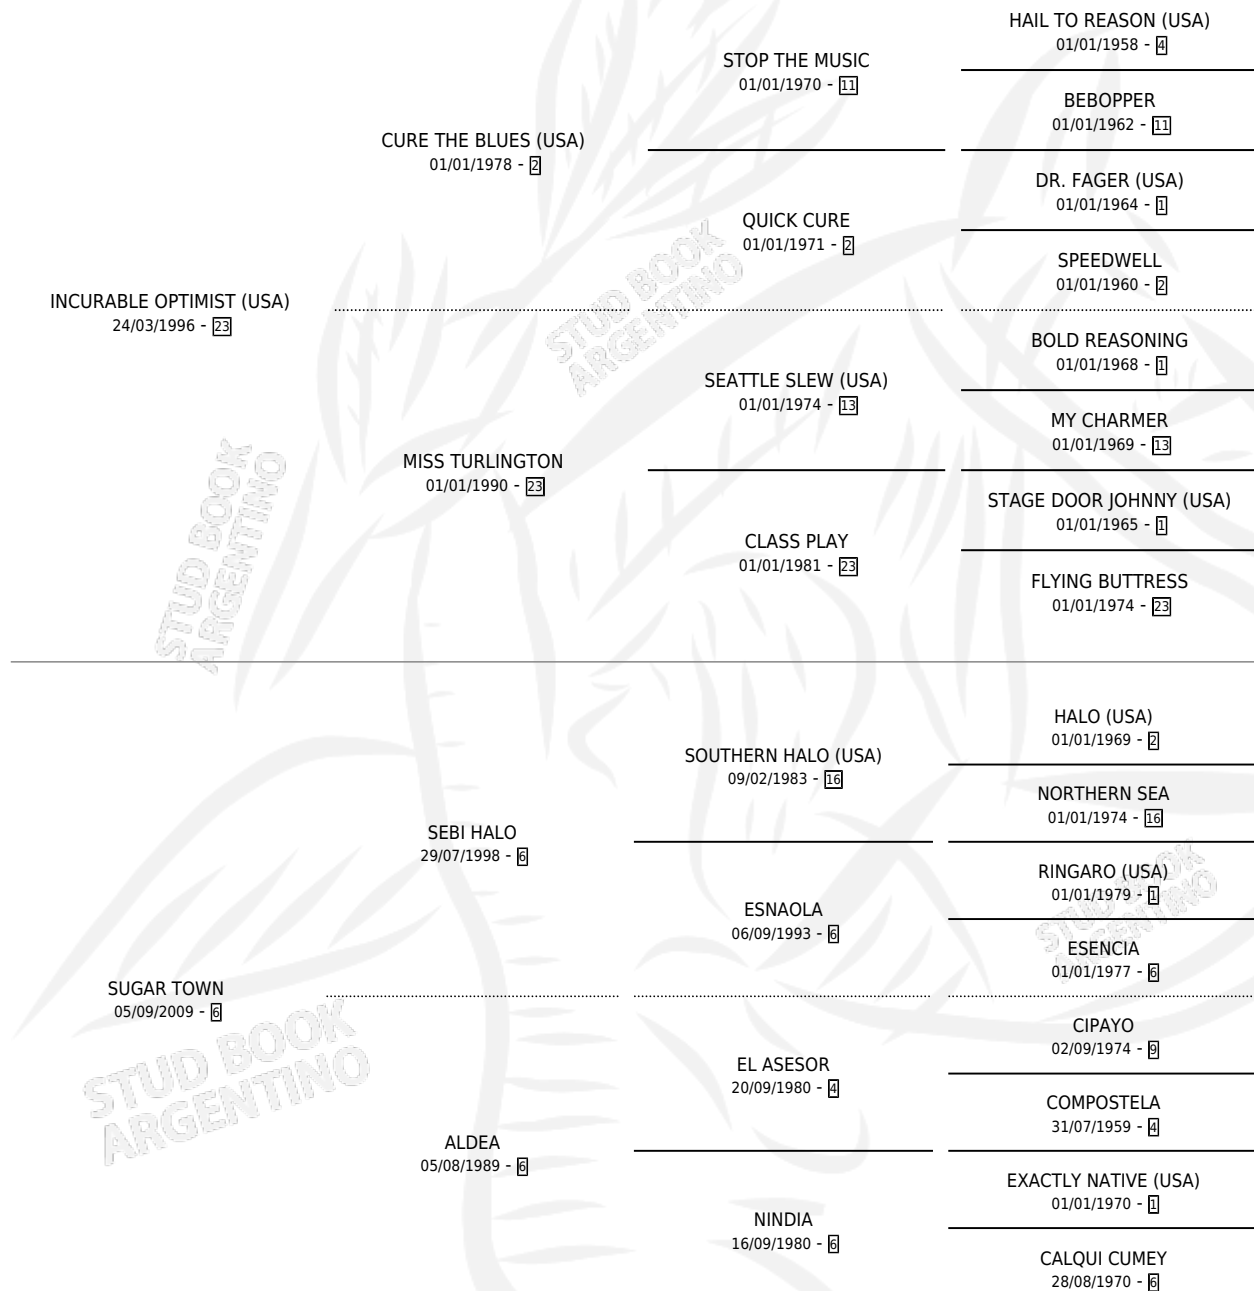 HAIL TO REASON (USA)
01/01/1958 - 4
STOP THE MUSIC
01/01/1970 - 11
BEBOPPER
01/01/1962 - 11
CURE THE BLUES (USA)
01/01/1978 - 2
DR. FAGER (USA)
01/01/1964 - 1
QUICK CURE
01/01/1971 - 2
SPEEDWELL
01/01/1960 - 2
INCURABLE OPTIMIST (USA)
24/03/1996 - 23
BOLD REASONING
01/01/1968 - 1
SEATTLE SLEW (USA)
01/01/1974 - 13
MY CHARMER
01/01/1969 - 13
MISS TURLINGTON
01/01/1990 - 23
STAGE DOOR JOHNNY (USA)
01/01/1965 - 1
CLASS PLAY
01/01/1981 - 23
FLYING BUTTRESS
01/01/1974 - 23
HALO (USA)
01/01/1969 - 2
SOUTHERN HALO (USA)
09/02/1983 - 16
NORTHERN SEA
01/01/1974 - 16
SEBI HALO
29/07/1998 - 6
RINGARO (USA)
01/01/1979 - 1
ESNAOLA
06/09/1993 - 6
ESENCIA
01/01/1977 - 6
SUGAR TOWN
05/09/2009 - 6
CIPAYO
02/09/1974 - 9
EL ASESOR
20/09/1980 - 4
COMPOSTELA
31/07/1959 - 4
ALDEA
05/08/1989 - 6
EXACTLY NATIVE (USA)
01/01/1970 - 1
NINDIA
16/09/1980 - 6
CALQUI CUMEY
28/08/1970 - 6
STUD BOOK
ARGENTINO
STUD BOOK
ARGENTINO
STUD BOOK
ARGENTINO
STUD BOOK
ARGENTINO